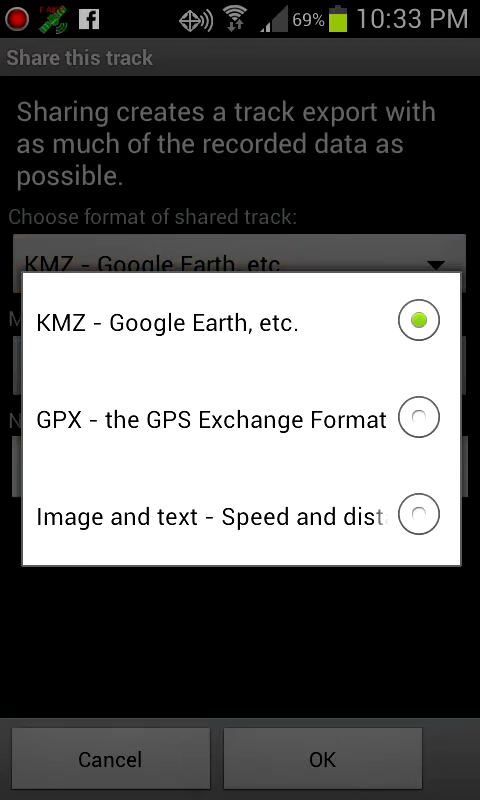 69% 10:33 PM
Share this track
Sharing creates a track export with
as much of the recorded data as
possible.
Choose format of shared track:
KMZ - Google Earth, etc
KMZ - Google Earth, etc.
GPX - the GPS Exchange Format
Image and text - Speed and dist
Cancel OK